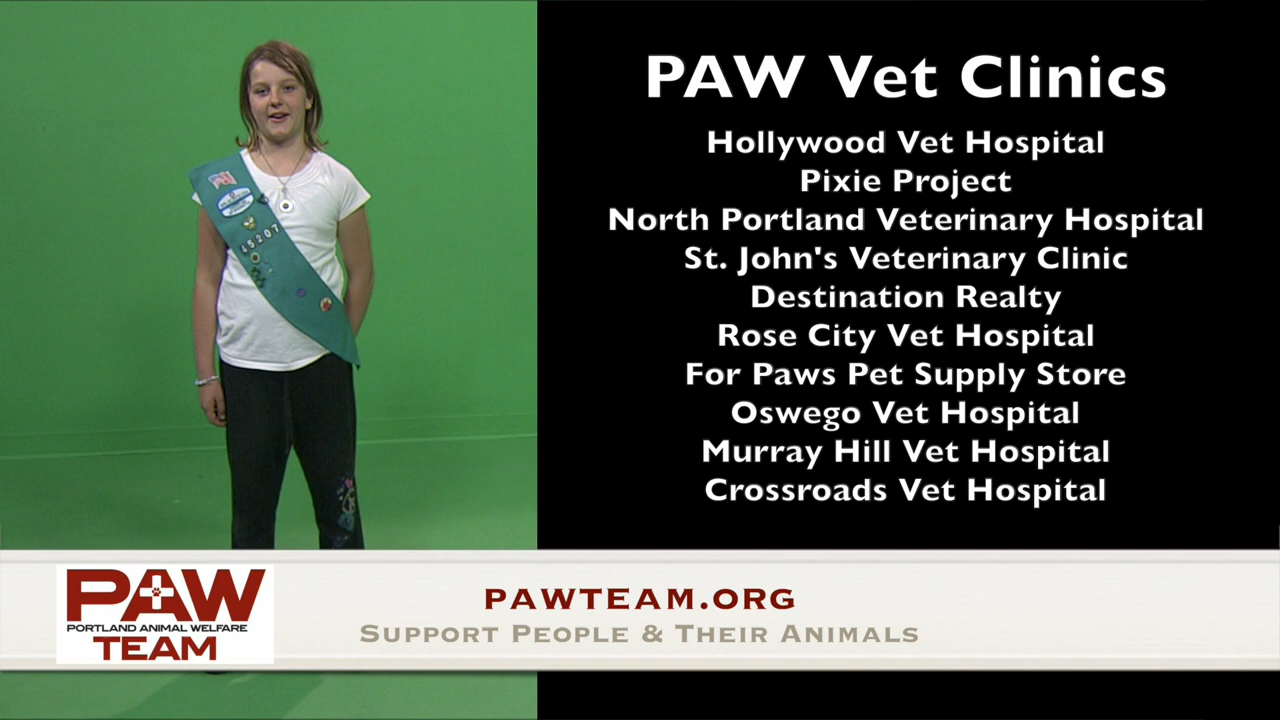 PAW Vet Clinics
Hollywood Vet Hospital
Pixie Project
North Portland Veterinary Hospital
St. John's Veterinary Clinic
Destination Realty
Rose City Vet Hospital
For Paws Pet Supply Store
Oswego Vet Hospital
Murray Hill Vet Hospital
Crossroads Vet Hospital
45207
PAW
PORTLAND ANIMAL WELFARE
TEAM
PAWTEAM.ORG
SUPPORT PEOPLE & THEIR ANIMALS